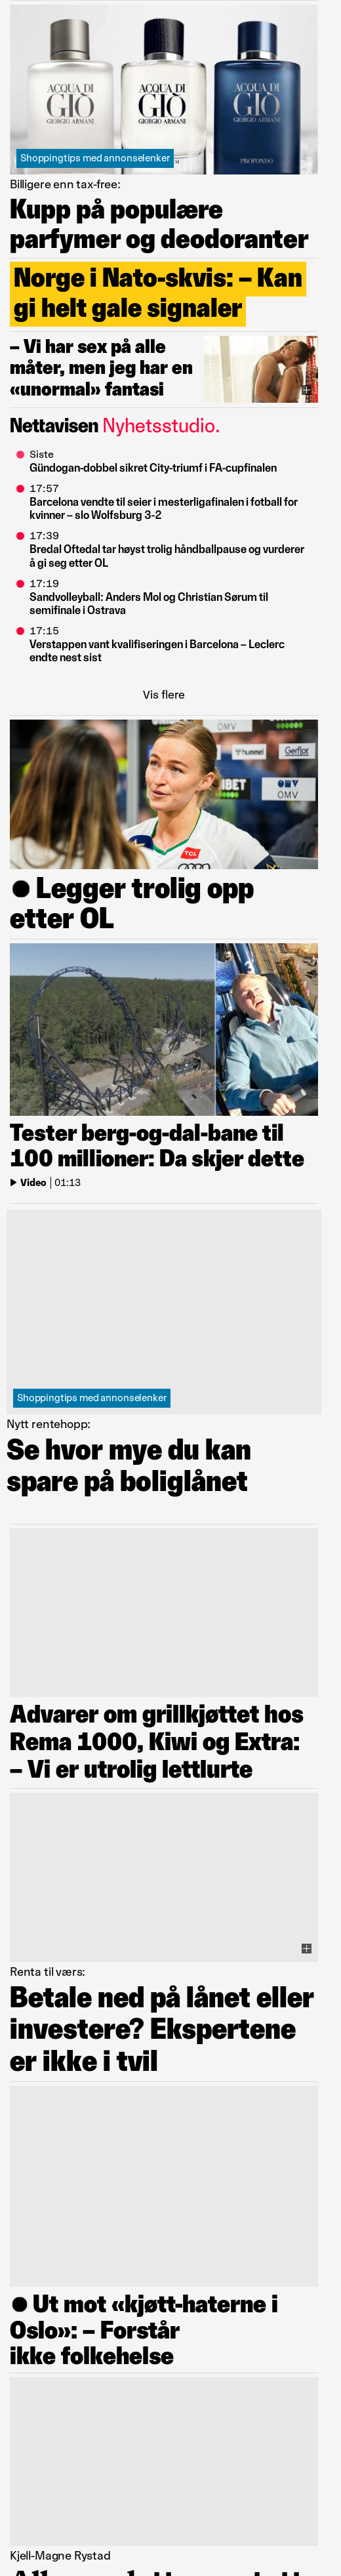 ACQUA DI
GIÒ
GIORGIO ARMANI
ACQUA DI
GIÒ
GIORGIO ARMANI
ACQUA DI
GIÒ
GIORGIO ARMANI
PROFONDO
Shoppingtips med annonselenker
Billigere enn tax-free:
Kupp på populære
parfymer og deodoranter
Norge i Nato-skvis: – Kan
gi helt gale signaler
– Vi har sex på alle
måter, men jeg har en
«unormal» fantasi
Nettavisen Nyhetsstudio.
Siste
Gündogan-dobbel sikret City-triumf i FA-cupfinalen
17:57
Barcelona vendte til seier i mesterligafinalen i fotball for
kvinner – slo Wolfsburg 3-2
17:39
Bredal Oftedal tar høyst trolig håndballpause og vurderer
å gi seg etter OL
17:19
Sandvolleyball: Anders Mol og Christian Sørum til
semifinale i Ostrava
17:15
Verstappen vant kvalifiseringen i Barcelona – Leclerc
endte nest sist
Vis flere
OMV
hummel
Gerflor
IBET
OMV
TCL
Legger trolig opp
etter OL
Tester berg-og-dal-bane til
100 millioner: Da skjer dette
Video | 01:13
Shoppingtips med annonselenker
Nytt rentehopp:
Se hvor mye du kan
spare på boliglånet
Advarer om grillkjøttet hos
Rema 1000, Kiwi og Extra:
– Vi er utrolig lettlurte
Renta til værs:
Betale ned på lånet eller
investere? Ekspertene
er ikke i tvil
Ut mot «kjøtt-haterne i
Oslo»: – Forstår
ikke folkehelse
Kjell-Magne Rystad